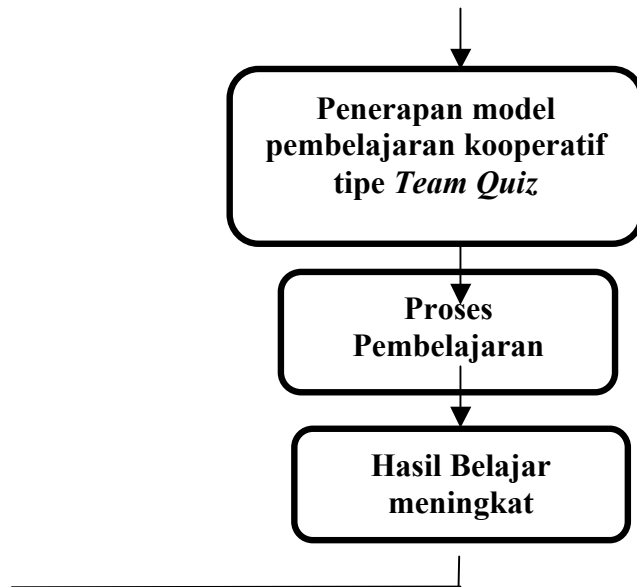 Penerapan model
pembelajaran kooperatif
tipe Team Quiz
Proses
Pembelajaran
Hasil Belajar
meningkat